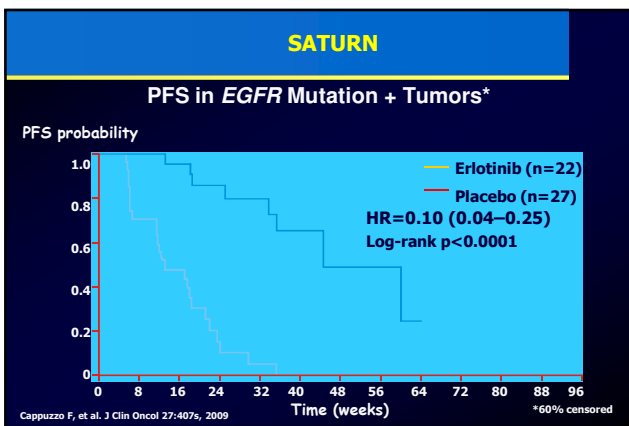 SATURN
PFS in EGFR Mutation + Tumors*
PFS probability
1.0
0.8
0.6
0.4
0.2
0
Erlotinib (n=22)
Placebo (n=27)
HR=0.10 (0.04–0.25)
Log-rank p<0.0001
0 8 16 24 32 40 48 56 64 72 80 88 96
Time (weeks)
Cappuzzo F, et al. J Clin Oncol 27:407s, 2009
*60% censored